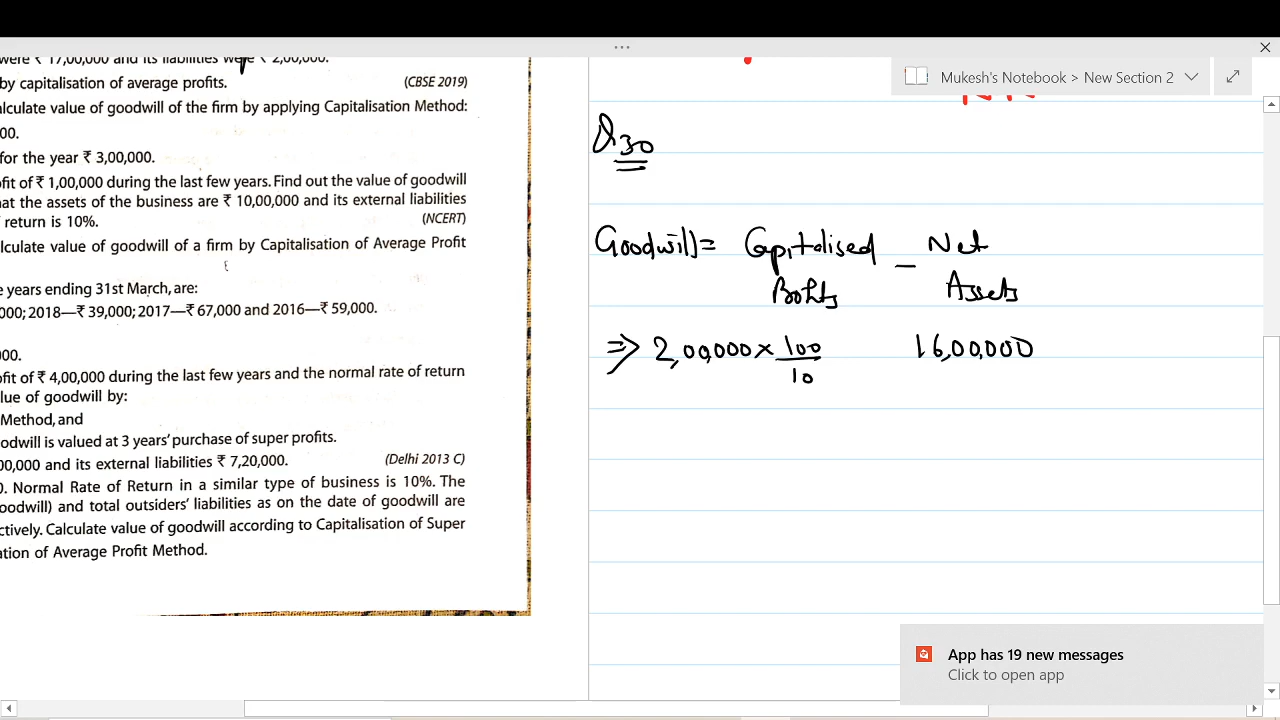 were ₹ 17,00,000 and its liabilities were ₹ 2,00,000.
by capitalisation of average profits. (CBSE 2019)
alculate value of goodwill of the firm by applying Capitalisation Method:
00.
for the year ₹ 3,00,000.
ofit of ₹ 1,00,000 during the last few years. Find out the value of goodwill
hat the assets of the business are ₹ 10,00,000 and its external liabilities
f return is 10%. (NCERT)
alculate value of goodwill of a firm by Capitalisation of Average Profit
e years ending 31st March, are:
000; 2018—₹ 39,000; 2017—₹ 67,000 and 2016—₹ 59,000.
000.
ofit of ₹ 4,00,000 during the last few years and the normal rate of return
lue of goodwill by:
Method, and
odwill is valued at 3 years' purchase of super profits.
00,000 and its external liabilities ₹ 7,20,000. (Delhi 2013 C)
0. Normal Rate of Return in a similar type of business is 10%. The
oodwill) and total outsiders' liabilities as on the date of goodwill are
ctively. Calculate value of goodwill according to Capitalisation of Super
ation of Average Profit Method.
Mukesh's Notebook > New Section 2
Q.30
Goodwill = Capitalised Profits – Net Assets
⇒ 2,00,000 × 100/10 16,00,000
App has 19 new messages
Click to open app